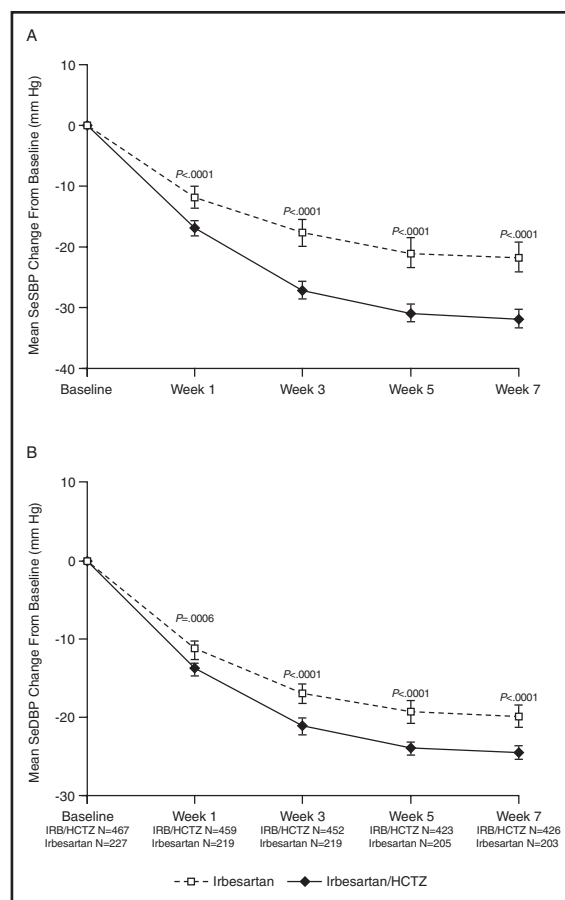 A
Mean SeSBP Change From Baseline (mm Hg)
10
0
-10
-20
-30
-40
P<.0001
P<.0001
P<.0001
P<.0001
Baseline Week 1 Week 3 Week 5 Week 7
B
Mean SeDBP Change From Baseline (mm Hg)
10
0
-10
-20
-30
P=.0006
P<.0001
P<.0001
P<.0001
Baseline Week 1 Week 3 Week 5 Week 7
IRB/HCTZ N=467 IRB/HCTZ N=459 IRB/HCTZ N=452 IRB/HCTZ N=423 IRB/HCTZ N=426
Irbesartan N=227 Irbesartan N=219 Irbesartan N=219 Irbesartan N=205 Irbesartan N=203
Irbesartan Irbesartan/HCTZ